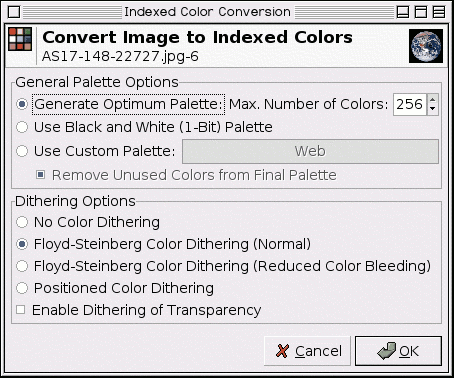 Indexed Color Conversion
Convert Image to Indexed Colors
AS17-148-22727.jpg-6
General Palette Options
Generate Optimum Palette: Max. Number of Colors: 256
Use Black and White (1-Bit) Palette
Use Custom Palette: Web
Remove Unused Colors from Final Palette
Dithering Options
No Color Dithering
Floyd-Steinberg Color Dithering (Normal)
Floyd-Steinberg Color Dithering (Reduced Color Bleeding)
Positioned Color Dithering
Enable Dithering of Transparency
Cancel OK